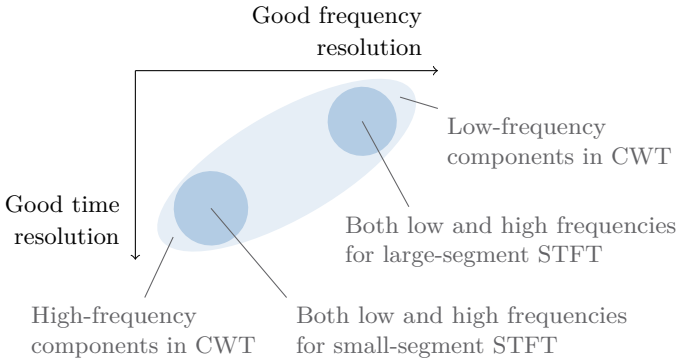 Good frequency
resolution
Low-frequency
components in CWT
Good time
resolution
Both low and high frequencies
for large-segment STFT
High-frequency
components in CWT
Both low and high frequencies
for small-segment STFT